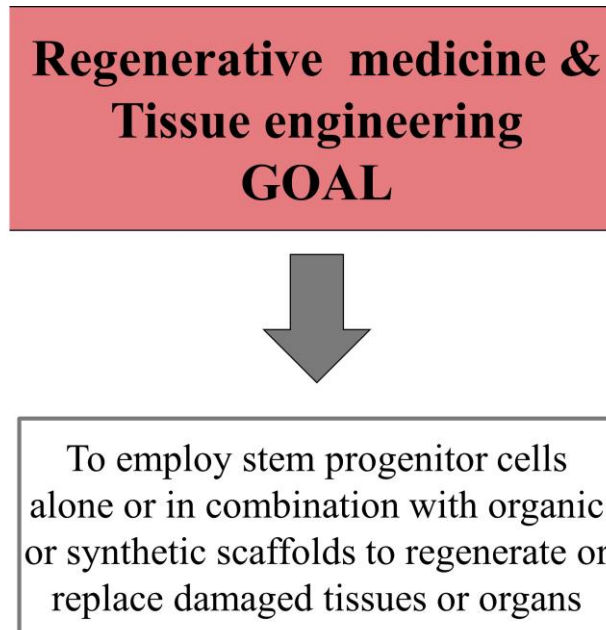 Regenerative medicine &
Tissue engineering
GOAL
To employ stem progenitor cells
alone or in combination with organic
or synthetic scaffolds to regenerate or
replace damaged tissues or organs